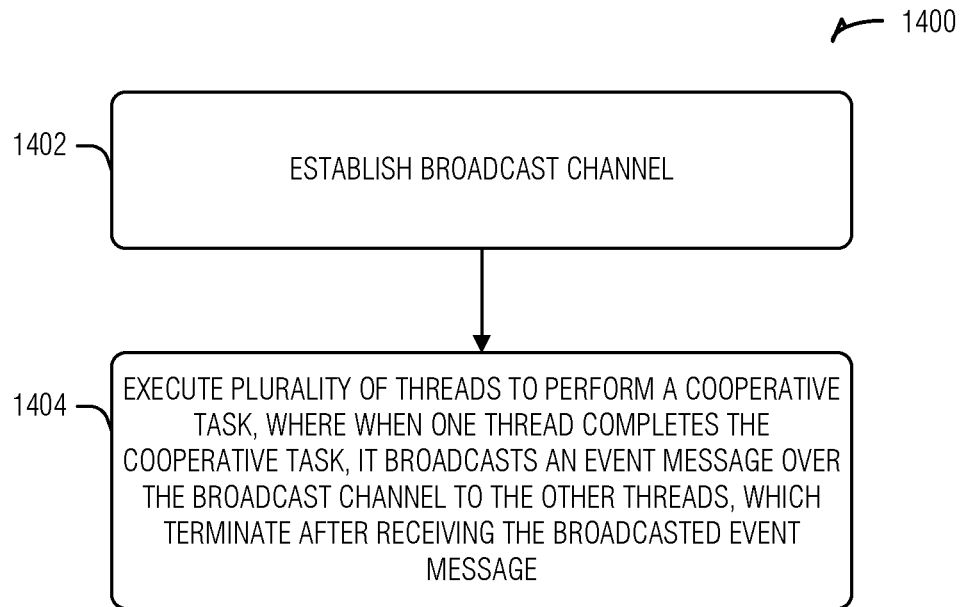 1400
1402
ESTABLISH BROADCAST CHANNEL
1404
EXECUTE PLURALITY OF THREADS TO PERFORM A COOPERATIVE
TASK, WHERE WHEN ONE THREAD COMPLETES THE
COOPERATIVE TASK, IT BROADCASTS AN EVENT MESSAGE OVER
THE BROADCAST CHANNEL TO THE OTHER THREADS, WHICH
TERMINATE AFTER RECEIVING THE BROADCASTED EVENT
MESSAGE